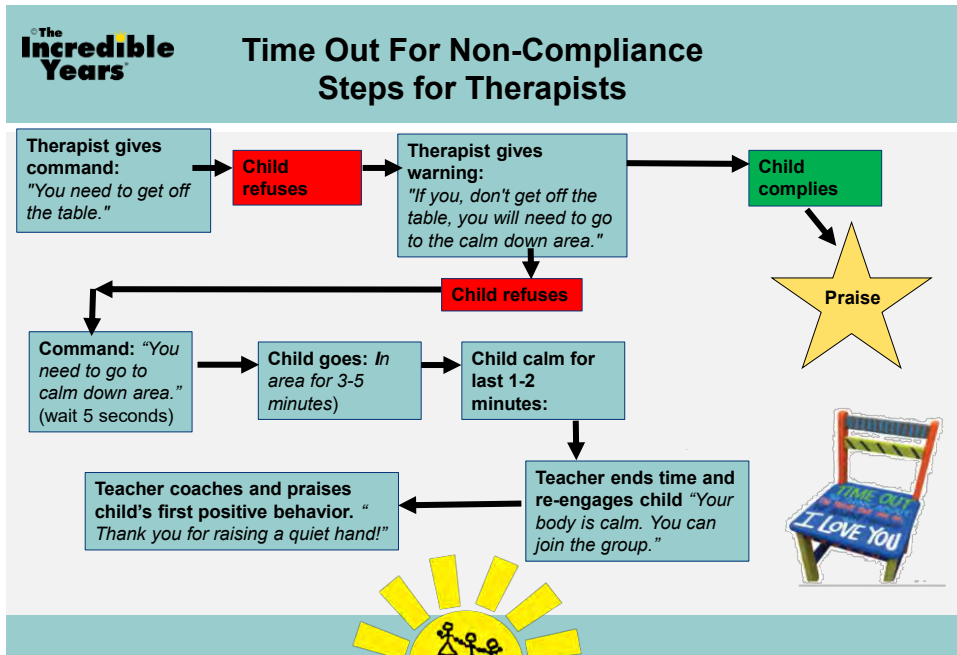 ©The
Incredible
Years®
Time Out For Non-Compliance
Steps for Therapists
Therapist gives
command:
"You need to get off
the table."
Child
refuses
Therapist gives
warning:
"If you, don't get off the
table, you will need to go
to the calm down area."
Child
complies
Praise
Child refuses
Command: “You
need to go to
calm down area.”
(wait 5 seconds)
Child goes: In
area for 3-5
minutes)
Child calm for
last 1-2
minutes:
Teacher ends time and
re-engages child “Your
body is calm. You can
join the group.”
Teacher coaches and praises
child’s first positive behavior. “
Thank you for raising a quiet hand!”
TIME OUT
I LOVE YOU